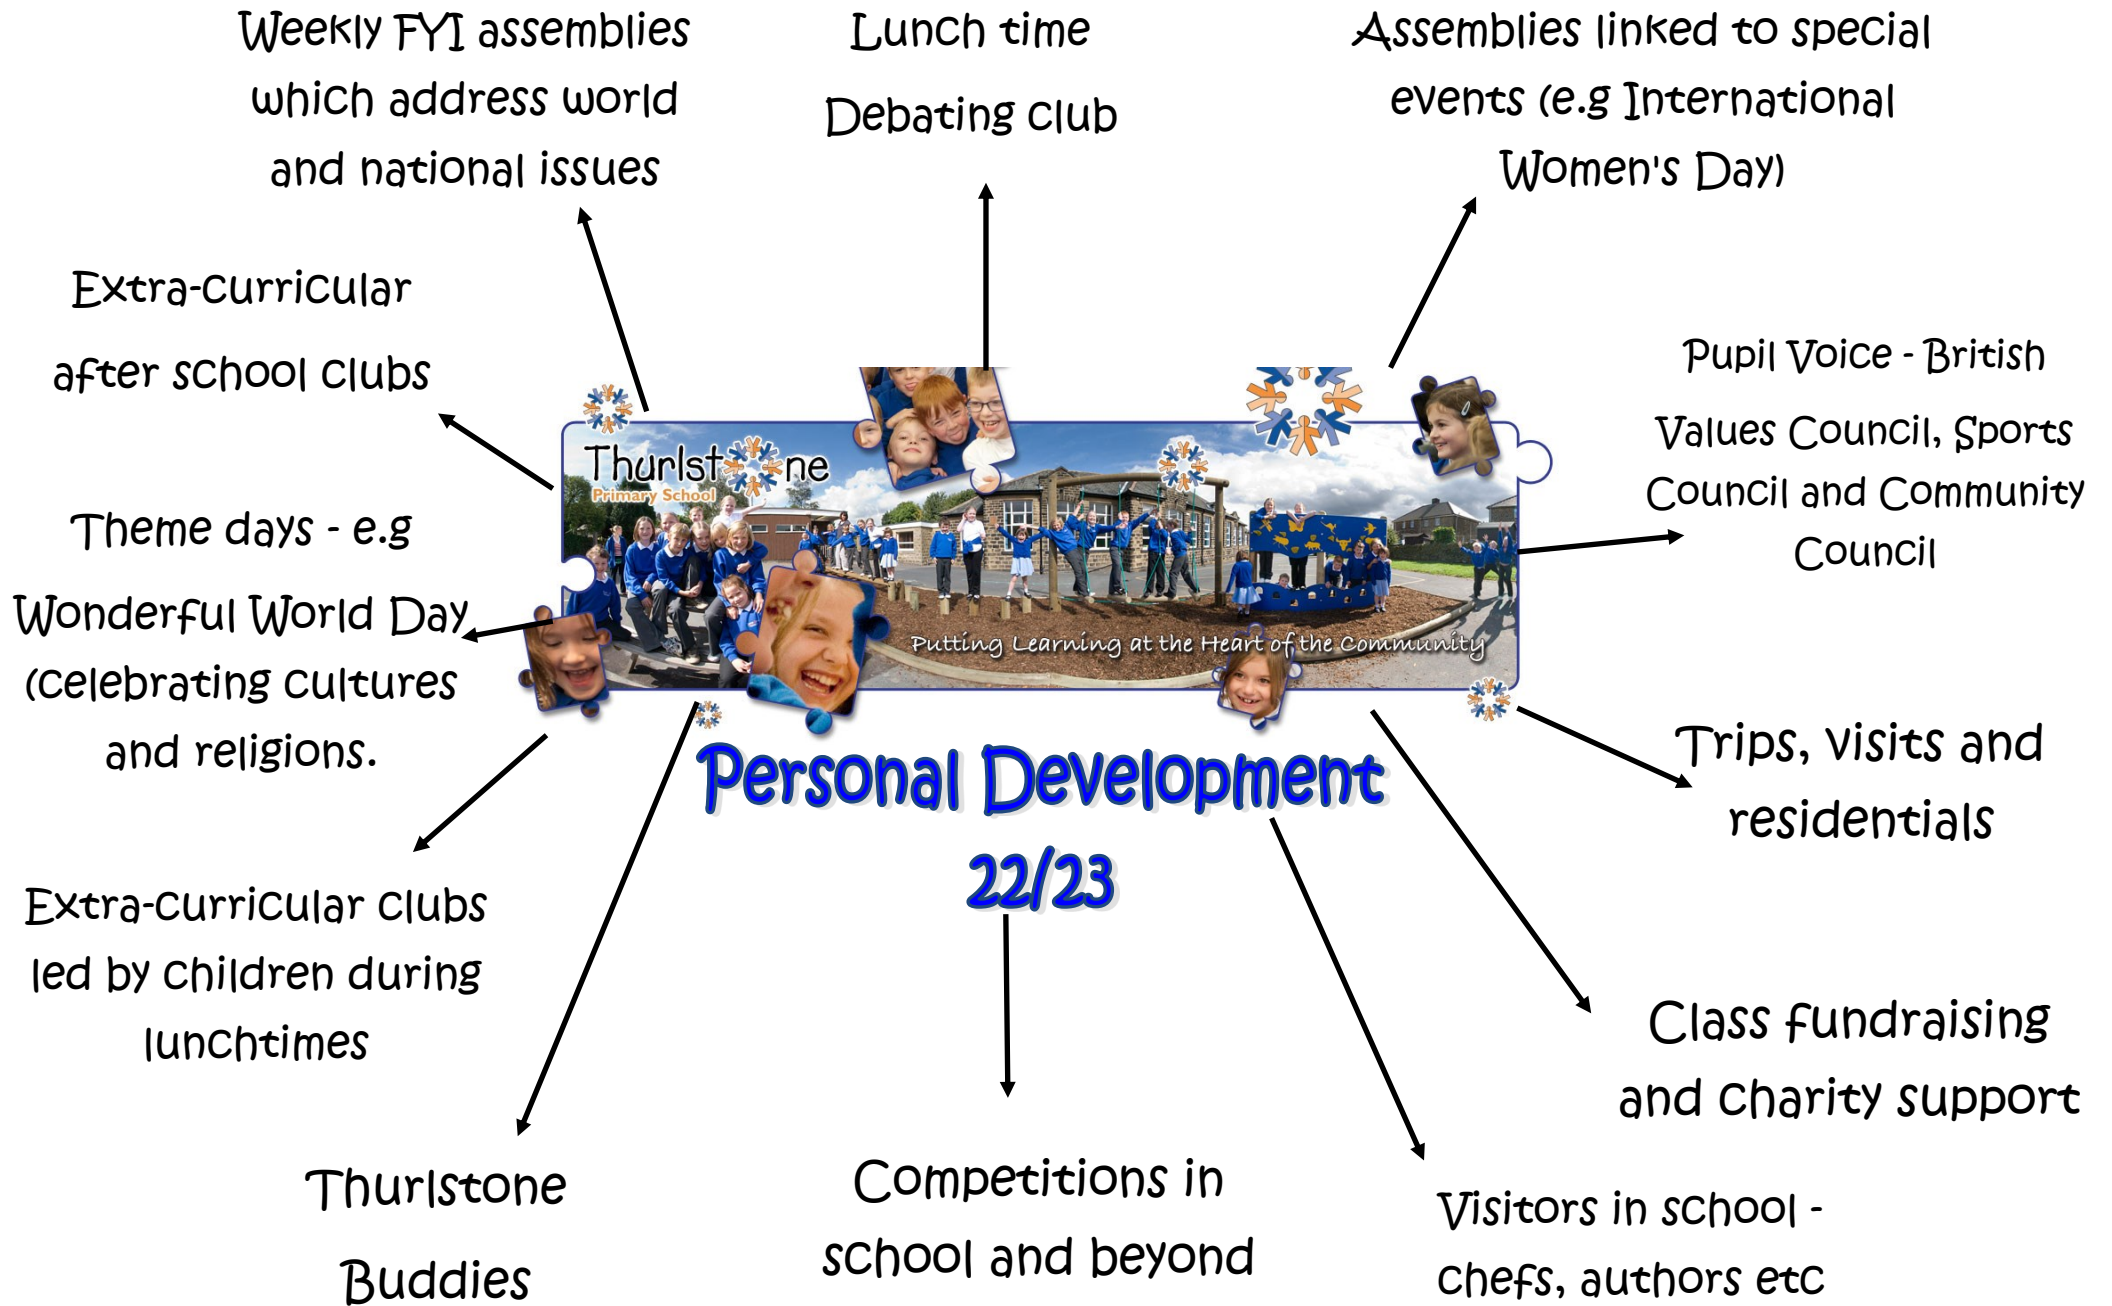 Weekly FYI assemblies
which address world
and national issues
Lunch time
Debating club
Assemblies linked to special
events (e.g International
Women's Day)
Extra-curricular
after school clubs
Pupil Voice - British
Values Council, Sports
Council and Community
Council
Thurlstone
Primary School
Putting Learning at the Heart of the Community
Theme days - e.g
Wonderful World Day
(celebrating cultures
and religions.
Personal Development
22/23
Trips, visits and
residentials
Extra-curricular clubs
led by children during
lunchtimes
Class fundraising
and charity support
Thurlstone
Buddies
Competitions in
school and beyond
Visitors in school -
chefs, authors etc